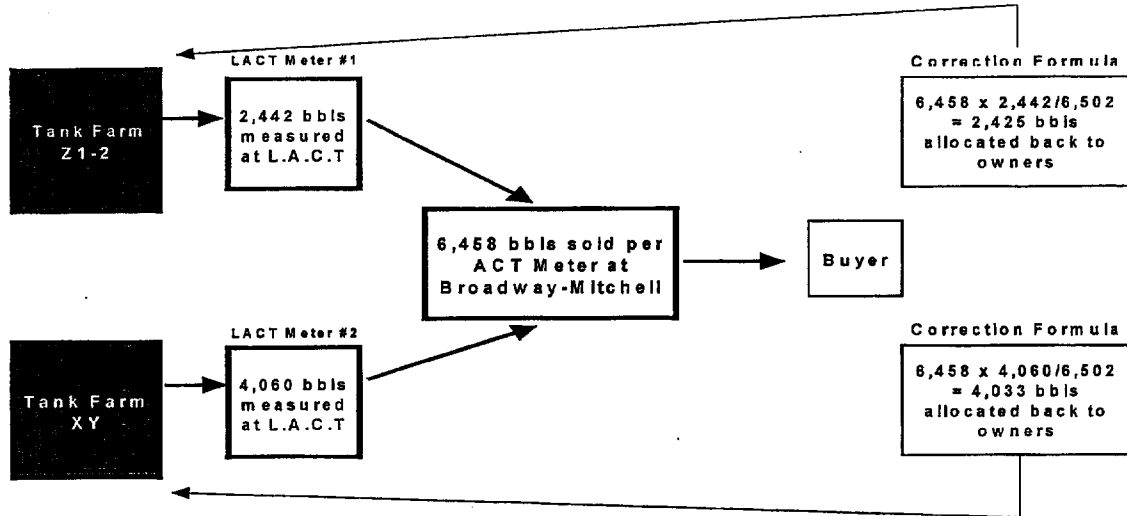 LACT Meter #1
Correction Formula
Tank Farm
Z1-2
2,442 bbls
measured
at L.A.C.T
6,458 x 2,442/6,502
= 2,425 bbls
allocated back to
owners
6,458 bbls sold per
ACT Meter at
Broadway-Mitchell
Buyer
LACT Meter #2
Correction Formula
Tank Farm
XY
4,060 bbls
measured
at L.A.C.T
6,458 x 4,060/6,502
= 4,033 bbls
allocated back to
owners